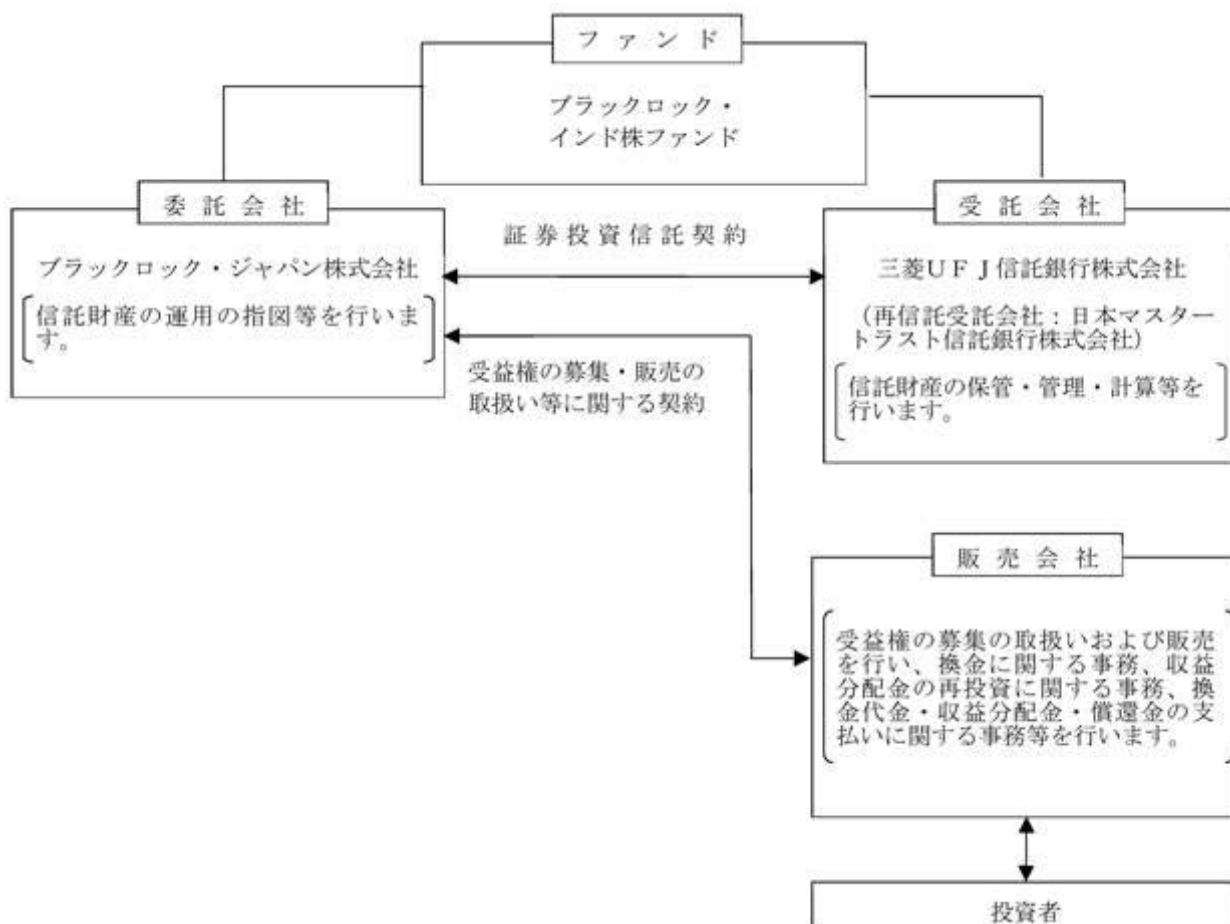 ファンド
ブラックロック・
インド株ファンド
委託会社
ブラックロック・ジャパン株式会社
信託財産の運用の指図等を行いま
す。
証券投資信託契約
受益権の募集・販売の
取扱い等に関する契約
受託会社
三菱UFJ信託銀行株式会社
(再信託受託会社:日本マスター
トラスト信託銀行株式会社)
信託財産の保管・管理・計算等を
行います。
販売会社
受益権の募集の取扱いおよび販売
を行い、換金に関する事務、収益
分配金の再投資に関する事務、換
金代金・収益分配金・償還金の支
払いに関する事務等を行います。
投資者